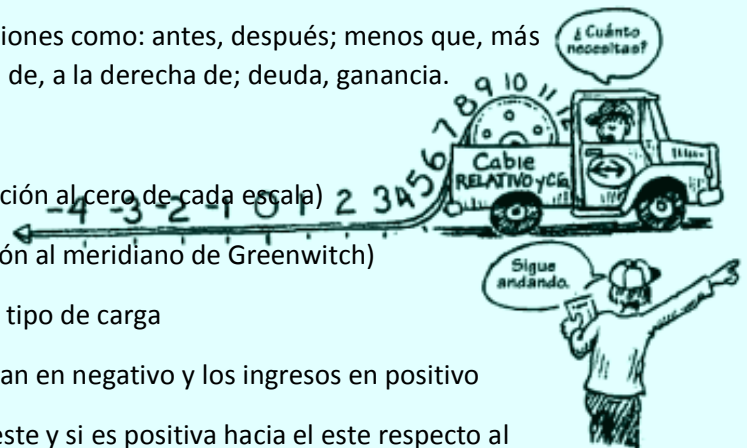 iones como: antes, después; menos que, más
de, a la derecha de; deuda, ganancia.
¿Cuánto
necesitas?
7 8 9 10 11 12
Cable
RELATIVO y Cía
ción al cero de cada escala)
-4 -3 -2 -1 0 1 2 3 4 5 6
ón al meridiano de Greenwitch)
Sigue
andando.
tipo de carga
an en negativo y los ingresos en positivo
este y si es positiva hacia el este respecto al